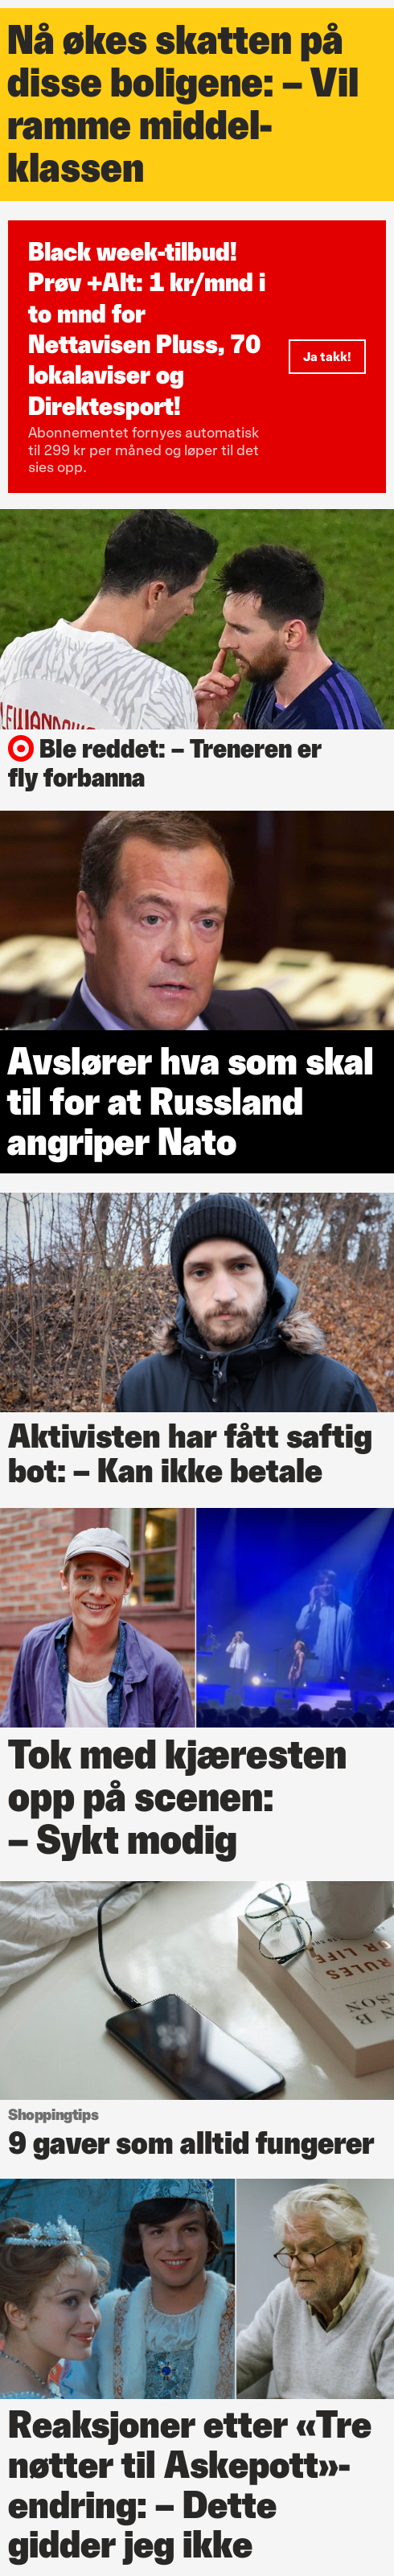 Nå økes skatten på
disse boligene: – Vil
ramme middel-
klassen
Black week-tilbud!
Prøv +Alt: 1 kr/mnd i
to mnd for
Nettavisen Pluss, 70
lokalaviser og
Direktesport!
Ja takk!
Abonnementet fornyes automatisk
til 299 kr per måned og løper til det
sies opp.
Ble reddet: – Treneren er
fly forbanna
Avslører hva som skal
til for at Russland
angriper Nato
Aktivisten har fått saftig
bot: – Kan ikke betale
Tok med kjæresten
opp på scenen:
– Sykt modig
FOR LIFE
RULES
Shoppingtips
9 gaver som alltid fungerer
Reaksjoner etter «Tre
nøtter til Askepott»-
endring: – Dette
gidder jeg ikke